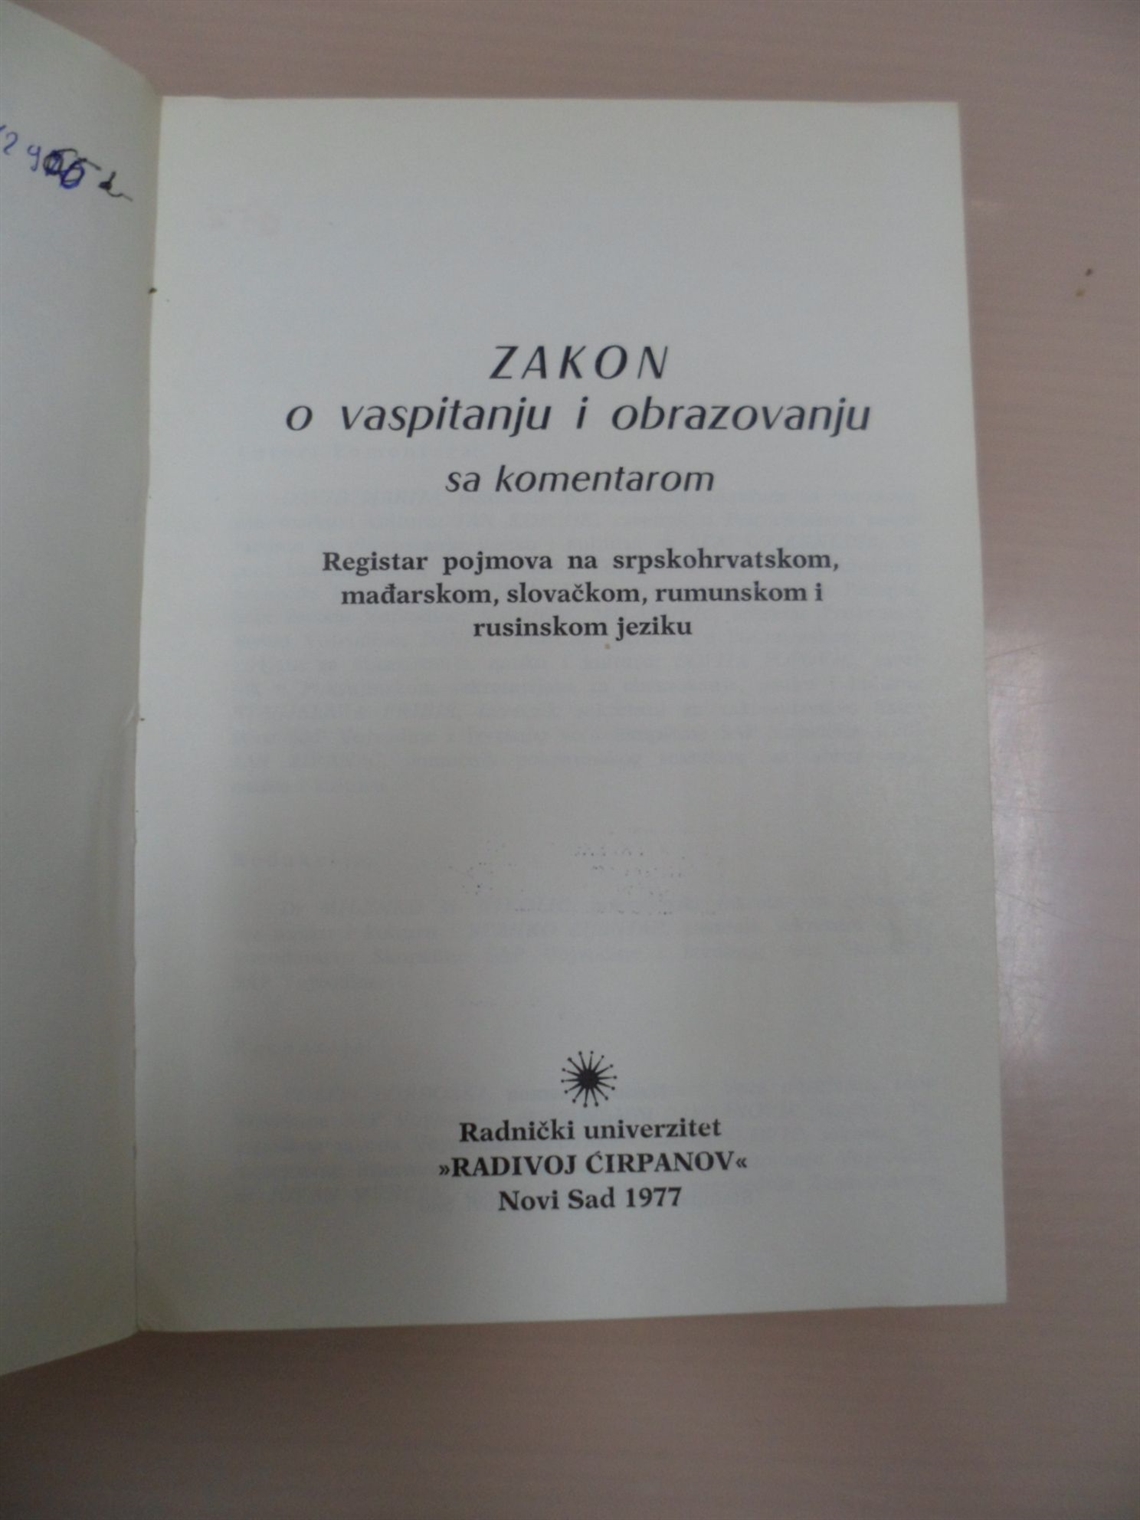 ZAKON
o vaspitanju i obrazovanju
sa komentarom
Registar pojmova na srpskohrvatskom,
mađarskom, slovačkom, rumunskom i
rusinskom jeziku
Radnički univerzitet
»RADIVOJ ĆIRPANOV«
Novi Sad 1977